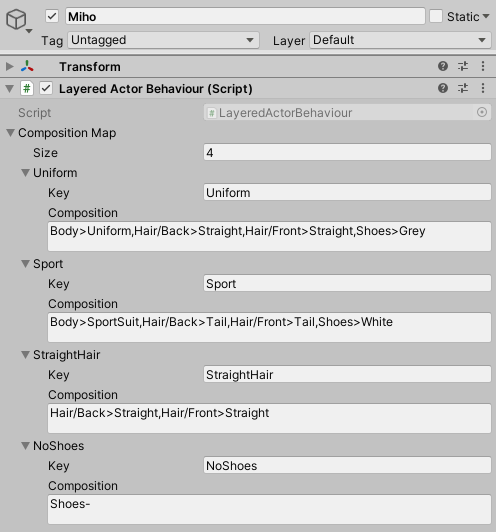 Miho Static
Tag Untagged Layer Default
Transform
# Layered Actor Behaviour (Script)
Script # LayeredActorBehaviour
Composition Map
Size 4
Uniform
Key Uniform
Composition
Body>Uniform,Hair/Back>Straight,Hair/Front>Straight,Shoes>Grey
Sport
Key Sport
Composition
Body>SportSuit,Hair/Back>Tail,Hair/Front>Tail,Shoes>White
StraightHair
Key StraightHair
Composition
Hair/Back>Straight,Hair/Front>Straight
NoShoes
Key NoShoes
Composition
Shoes-